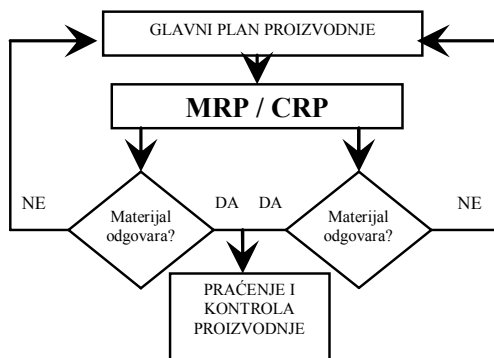 GLAVNI PLAN PROIZVODNJE
MRP / CRP
NE
Materijal
odgovara?
DA DA
Materijal
odgovara?
NE
PRAĆENJE I
KONTROLA
PROIZVODNJE